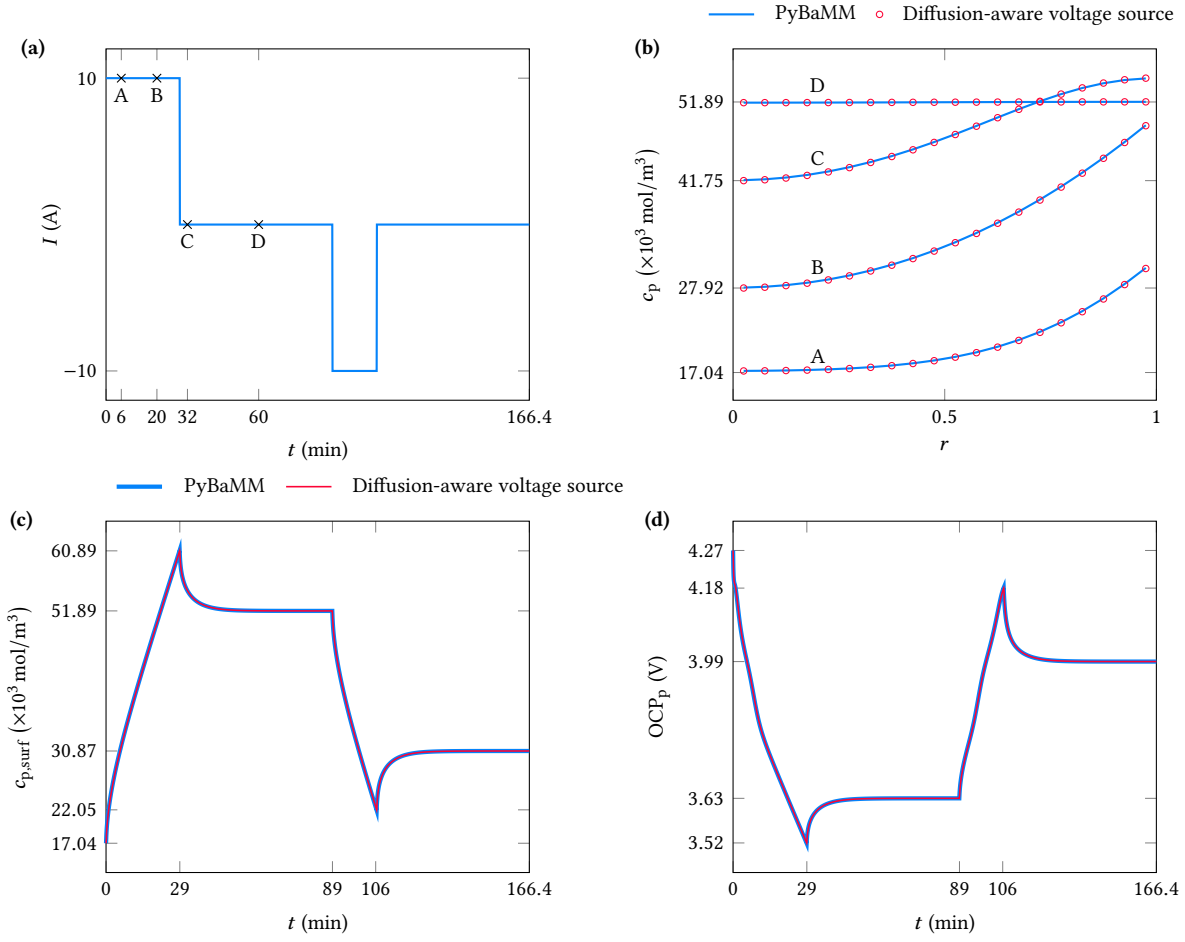 PyBaMM Diffusion-aware voltage source
(a)
10
A B
C D
I (A)
−10
0 6 20 32 60 166.4
t (min)
(b)
D
51.89
C
41.75
B
27.92
A
17.04
cₚ (×10³ mol/m³)
0 0.5 1
r
PyBaMM Diffusion-aware voltage source
(c)
60.89
51.89
30.87
22.05
17.04
c_p,surf (×10³ mol/m³)
0 29 89 106 166.4
t (min)
(d)
4.27
4.18
3.99
3.63
3.52
OCPₚ (V)
0 29 89 106 166.4
t (min)